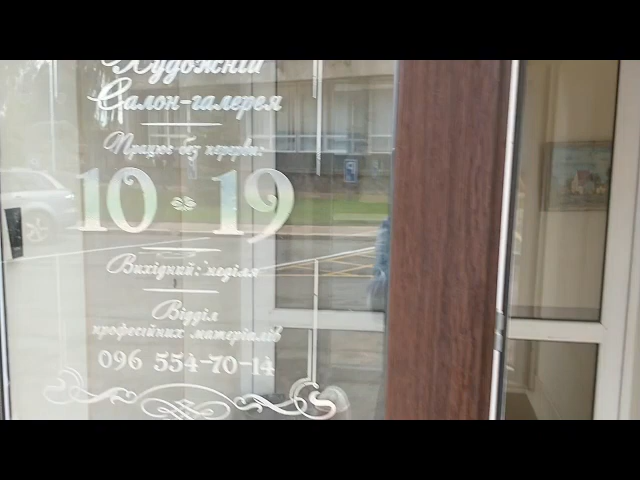 Художній
Салон-галерея
Працює без перерви:
10 - 19
Вихідний: неділя
Відділ
професійних матеріалів
096 554-70-14